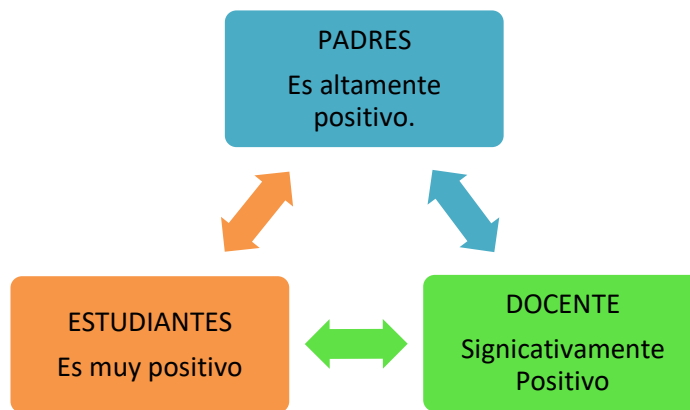 PADRES
Es altamente
positivo.
ESTUDIANTES
Es muy positivo
DOCENTE
Signicativamente
Positivo